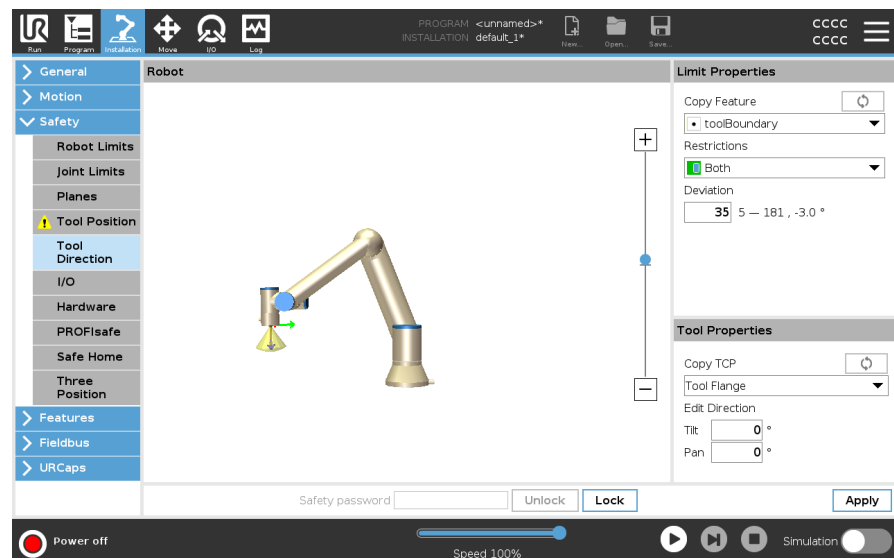 PROGRAM <unnamed>*
INSTALLATION default_1*
Run Program Installation Move I/O Log New... Open... Save...
cccc
cccc
General
Motion
Safety
Robot Limits
Joint Limits
Planes
Tool Position
Tool
Direction
I/O
Hardware
PROFIsafe
Safe Home
Three
Position
Features
Fieldbus
URCaps
Robot
Limit Properties
Copy Feature
toolBoundary
Restrictions
Both
Deviation
35 5 — 181 , -3.0 °
Tool Properties
Copy TCP
Tool Flange
Edit Direction
Tilt 0 °
Pan 0 °
Safety password Unlock Lock Apply
Power off
Speed 100%
Simulation